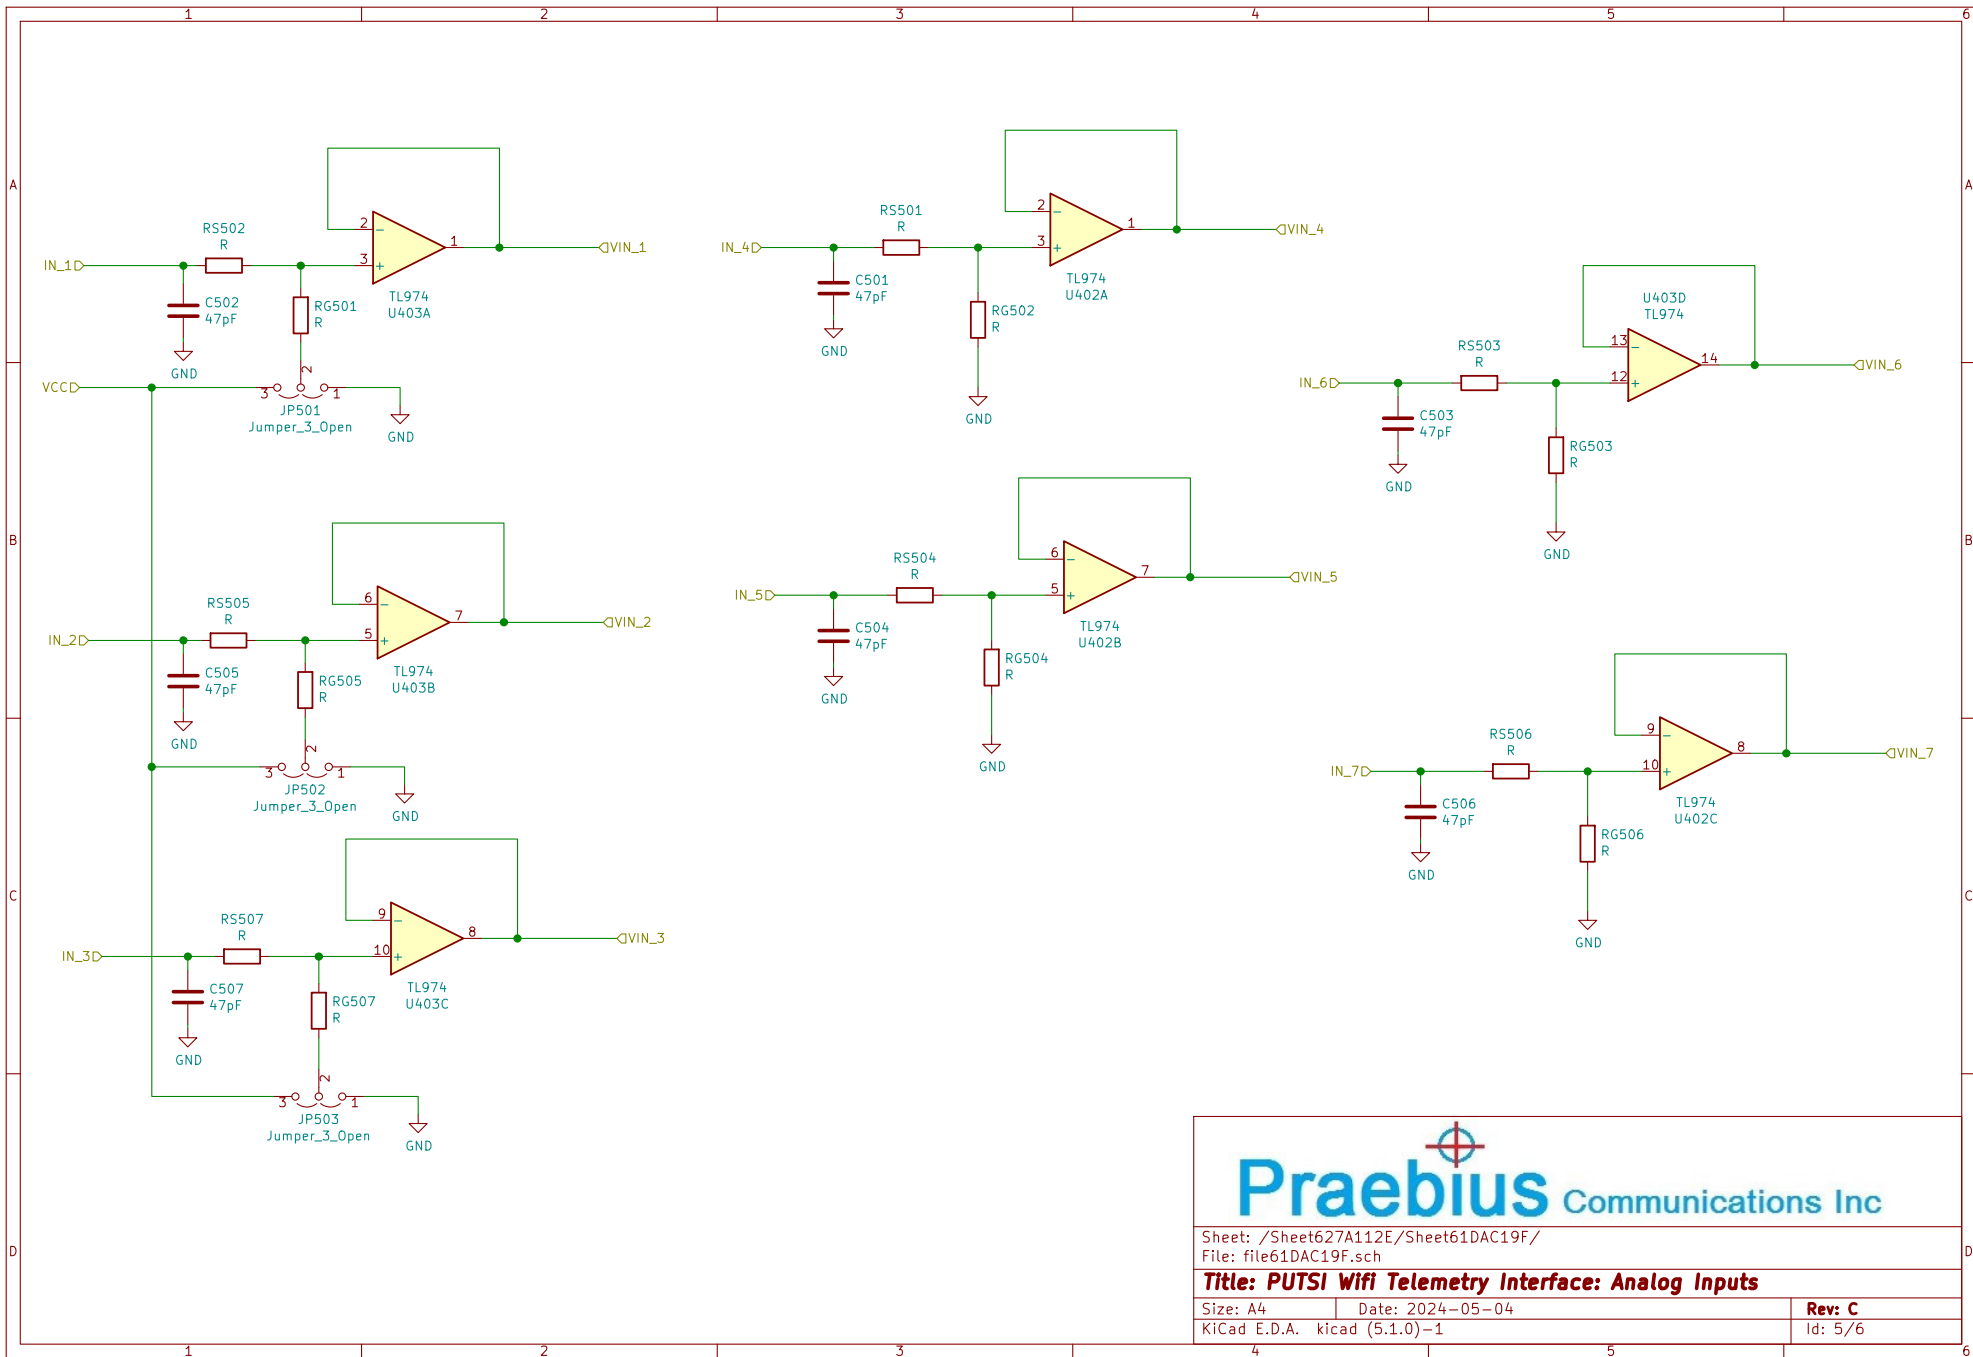 1 2 3 4 5 6
A A
B B
C C
D D
1 2 3 4 5 6
IN_1
RS502
R
C502
47pF
GND
RG501
R
2
3
1
TL974
U403A
VIN_1
VCC
3
2
1
JP501
Jumper_3_Open
GND
IN_2
RS505
R
C505
47pF
GND
RG505
R
6
5
7
TL974
U403B
VIN_2
3
2
1
JP502
Jumper_3_Open
GND
IN_3
RS507
R
C507
47pF
GND
RG507
R
9
10
8
TL974
U403C
VIN_3
3
2
1
JP503
Jumper_3_Open
GND
IN_4
RS501
R
C501
47pF
GND
RG502
R
GND
2
3
1
TL974
U402A
VIN_4
IN_5
RS504
R
C504
47pF
GND
RG504
R
GND
6
5
7
TL974
U402B
VIN_5
IN_6
RS503
R
C503
47pF
GND
RG503
R
GND
U403D
TL974
13
12
14
VIN_6
IN_7
RS506
R
C506
47pF
GND
RG506
R
GND
9
10
8
TL974
U402C
VIN_7
Praebius Communications Inc
Sheet: /Sheet627A112E/Sheet61DAC19F/
File: file61DAC19F.sch
Title: PUTSI Wifi Telemetry Interface: Analog Inputs
Size: A4 Date: 2024-05-04 Rev: C
KiCad E.D.A. kicad (5.1.0)-1 Id: 5/6